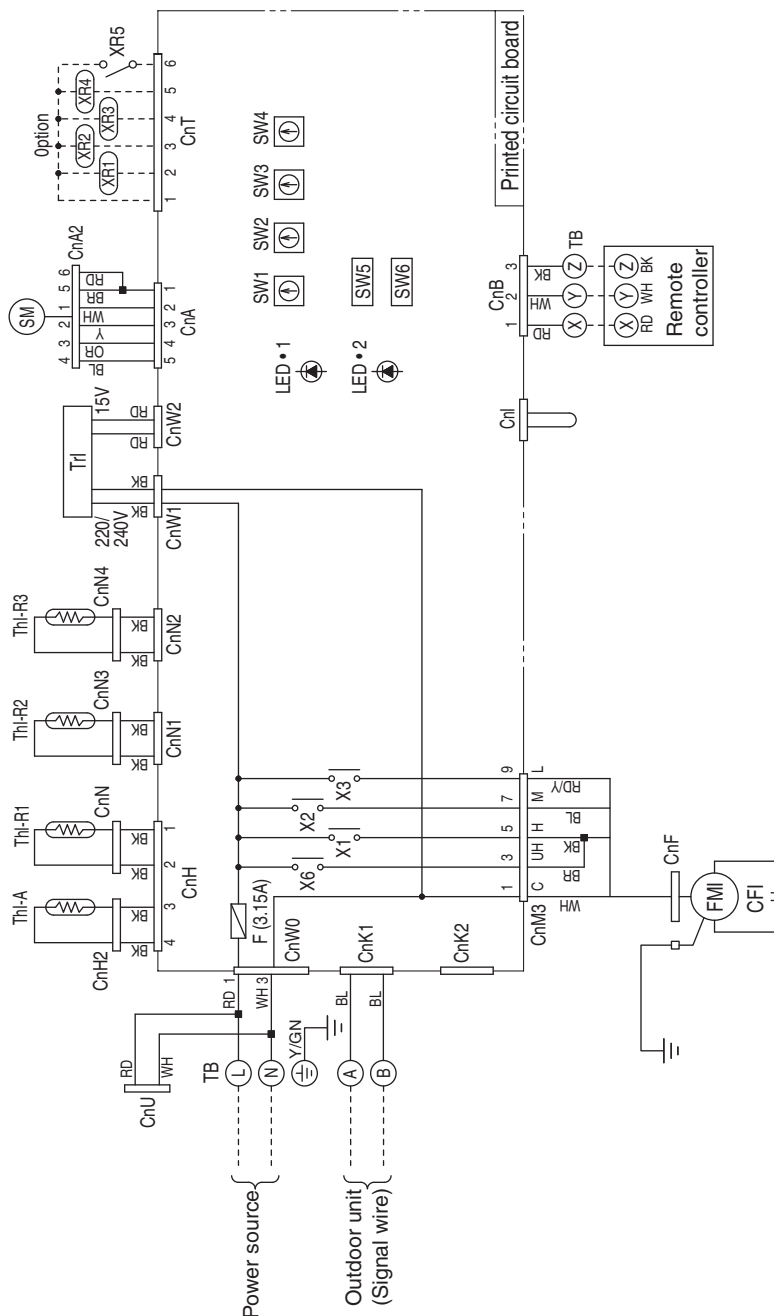 Option
XR1
XR2
XR3
XR4
XR5
1 2 3 4 5 6
CnT
SM
CnA2
4 3 2 1 5 6
BL OR Y WH BR RD
5 4 3 2 1
CnA
TrI
220/
240V
15V
BK BK
RD RD
CnW1
CnW2
ThI-A
ThI-R1
ThI-R2
ThI-R3
CnH2
CnN
CnN3
CnN4
BK BK
BK BK
BK BK
BK BK
4 3 2 1
CnH
CnN1
CnN2
SW1
SW2
SW3
SW4
SW5
SW6
LED • 1
LED • 2
Printed circuit board
CnU
RD
WH
TB
L
N
Y/GN
RD 1
WH 3
CnW0
F (3.15A)
Power source
Outdoor unit
(Signal wire)
A
B
BL
BL
CnK1
CnK2
X6
X1
X2
X3
1 3 5 7 9
C UH H M L
WH BR BK BL RD/Y
CnM3
CnF
FMI
CFI
CnI
CnB
1 2 3
RD WH BK
TB
X Y Z
X Y Z
RD WH BK
Remote
controller